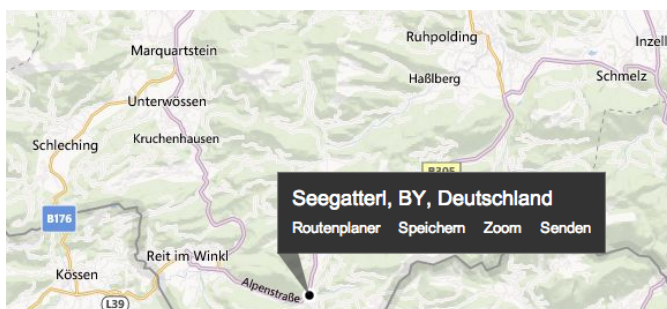 Ruhpolding
Inzell
Marquartstein
Haßlberg
Schmelz
Unterwössen
Kruchenhausen
Schleching
B305
Seegatterl, BY, Deutschland
Routenplaner Speichern Zoom Senden
B176
Reit im Winkl
Kössen
Alpenstraße
L39